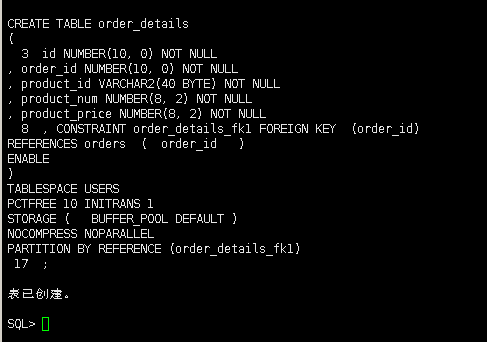 CREATE TABLE order_details
(
  3  id NUMBER(10, 0) NOT NULL
, order_id NUMBER(10, 0) NOT NULL
, product_id VARCHAR2(40 BYTE) NOT NULL
, product_num NUMBER(8, 2) NOT NULL
, product_price NUMBER(8, 2) NOT NULL
  8  , CONSTRAINT order_details_fk1 FOREIGN KEY  (order_id)
REFERENCES orders  (  order_id   )
ENABLE
)
TABLESPACE USERS
PCTFREE 10 INITRANS 1
STORAGE (   BUFFER_POOL DEFAULT )
NOCOMPRESS NOPARALLEL
PARTITION BY REFERENCE (order_details_fk1)
 17  ;
表已创建。
SQL>